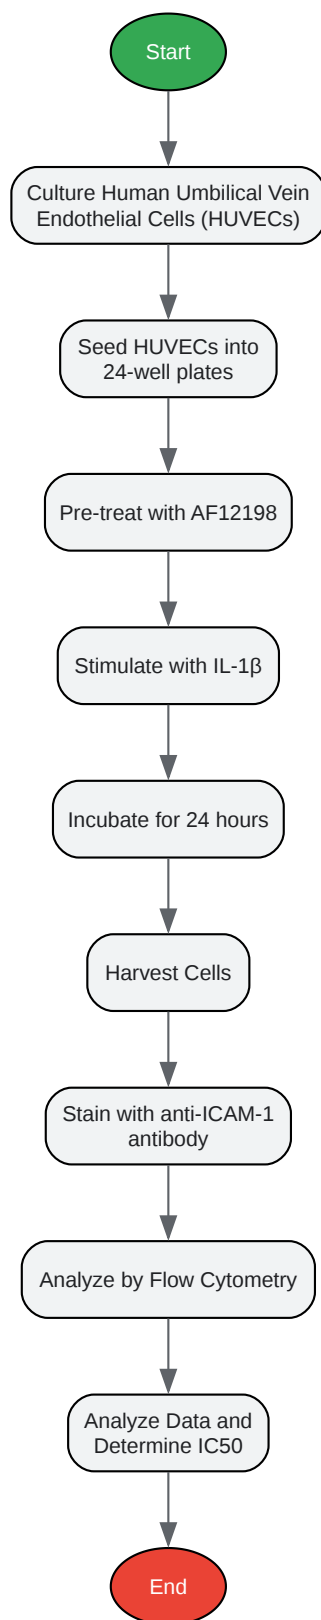 Start
Culture Human Umbilical Vein
Endothelial Cells (HUVECs)
Seed HUVECs into
24-well plates
Pre-treat with AF12198
Stimulate with IL-1β
Incubate for 24 hours
Harvest Cells
Stain with anti-ICAM-1
antibody
Analyze by Flow Cytometry
Analyze Data and
Determine IC50
End